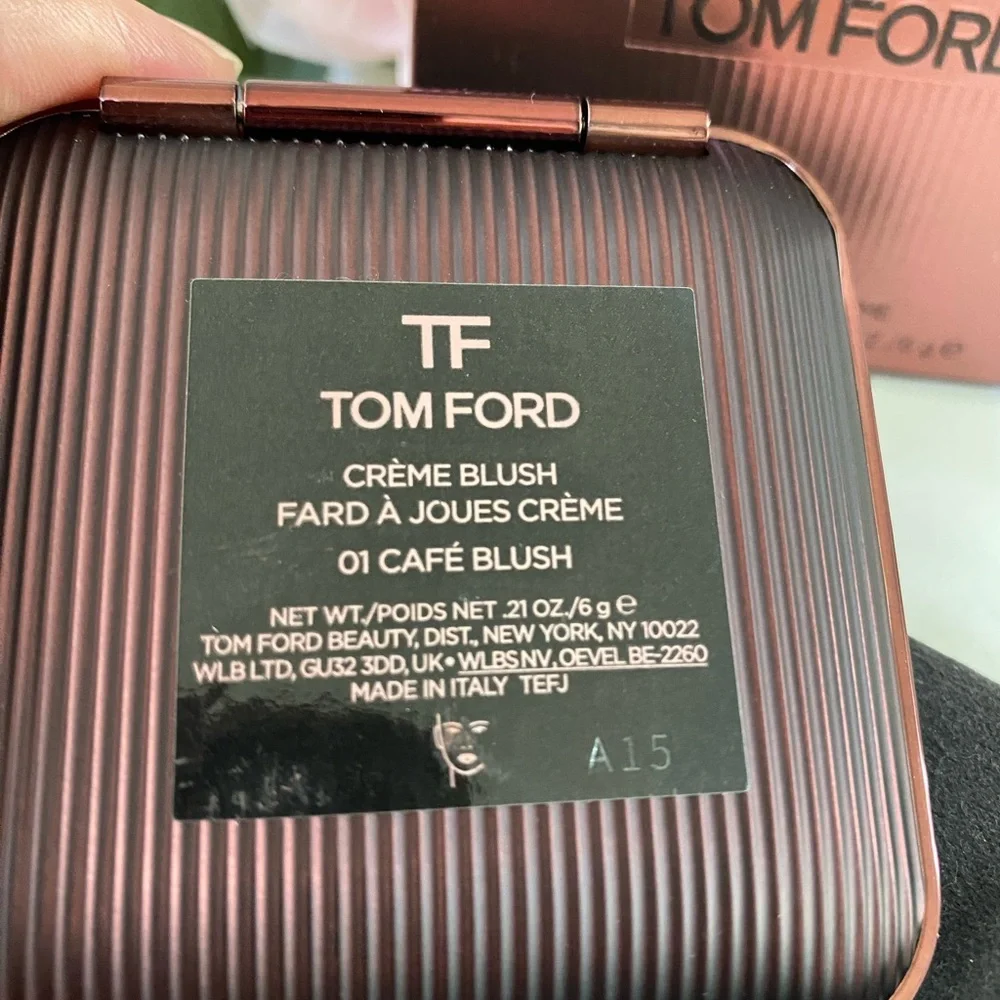 TOM FORD
TF
TOM FORD
CRÈME BLUSH
FARD À JOUES CRÈME
01 CAFÉ BLUSH
NET WT./POIDS NET .21 OZ./6 g ℮
TOM FORD BEAUTY, DIST., NEW YORK, NY 10022
WLB LTD, GU32 3DD, UK• WLBSNV, OEVEL BE-2260
MADE IN ITALY TEFJ
A15